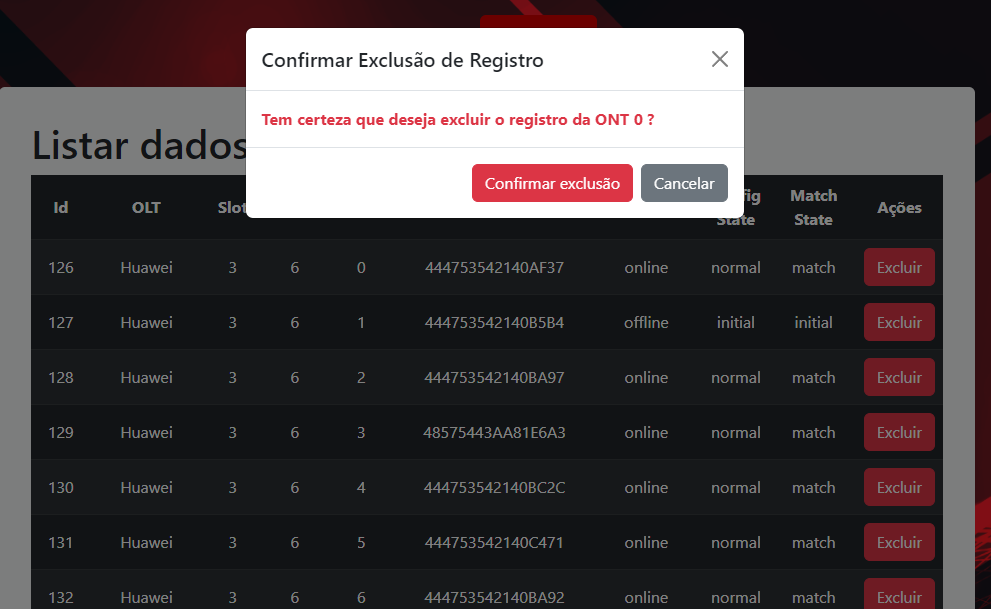 Confirmar Exclusão de Registro
Tem certeza que deseja excluir o registro da ONT 0 ?
Confirmar exclusão Cancelar
Listar dados
Id OLT Slot State Match State Ações
126 Huawei 3 6 0 444753542140AF37 online normal match Excluir
127 Huawei 3 6 1 444753542140B5B4 offline initial initial Excluir
128 Huawei 3 6 2 444753542140BA97 online normal match Excluir
129 Huawei 3 6 3 48575443AA81E6A3 online normal match Excluir
130 Huawei 3 6 4 444753542140BC2C online normal match Excluir
131 Huawei 3 6 5 444753542140C471 online normal match Excluir
132 Huawei 3 6 6 444753542140BA92 online normal match Excluir